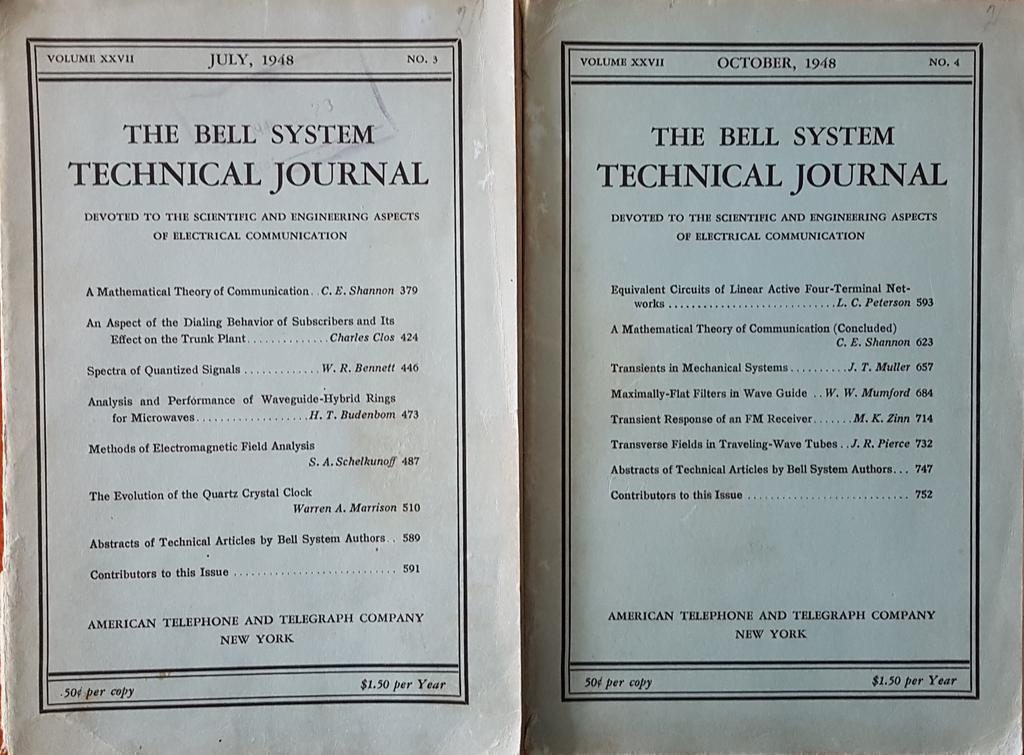 VOLUME XXVII JULY, 1948 NO. 3
THE BELL SYSTEM
TECHNICAL JOURNAL
DEVOTED TO THE SCIENTIFIC AND ENGINEERING ASPECTS
OF ELECTRICAL COMMUNICATION
A Mathematical Theory of Communication. . C. E. Shannon 379
An Aspect of the Dialing Behavior of Subscribers and Its
Effect on the Trunk Plant..............Charles Clos 424
Spectra of Quantized Signals .............W. R. Bennett 446
Analysis and Performance of Waveguide-Hybrid Rings
for Microwaves...................H. T. Budenbom 473
Methods of Electromagnetic Field Analysis
S. A. Schelkunoff 487
The Evolution of the Quartz Crystal Clock
Warren A. Marrison 510
Abstracts of Technical Articles by Bell System Authors. . 589
Contributors to this Issue ........................... 591
AMERICAN TELEPHONE AND TELEGRAPH COMPANY
NEW YORK
50¢ per copy $1.50 per Year
VOLUME XXVII OCTOBER, 1948 NO. 4
THE BELL SYSTEM
TECHNICAL JOURNAL
DEVOTED TO THE SCIENTIFIC AND ENGINEERING ASPECTS
OF ELECTRICAL COMMUNICATION
Equivalent Circuits of Linear Active Four-Terminal Net-
works ............................L. C. Peterson 593
A Mathematical Theory of Communication (Concluded)
C. E. Shannon 623
Transients in Mechanical Systems..........J. T. Muller 657
Maximally-Flat Filters in Wave Guide . . W. W. Mumford 684
Transient Response of an FM Receiver.......M. K. Zinn 714
Transverse Fields in Traveling-Wave Tubes . . J. R. Pierce 732
Abstracts of Technical Articles by Bell System Authors... 747
Contributors to this Issue ............................ 752
AMERICAN TELEPHONE AND TELEGRAPH COMPANY
NEW YORK
50¢ per copy $1.50 per Year